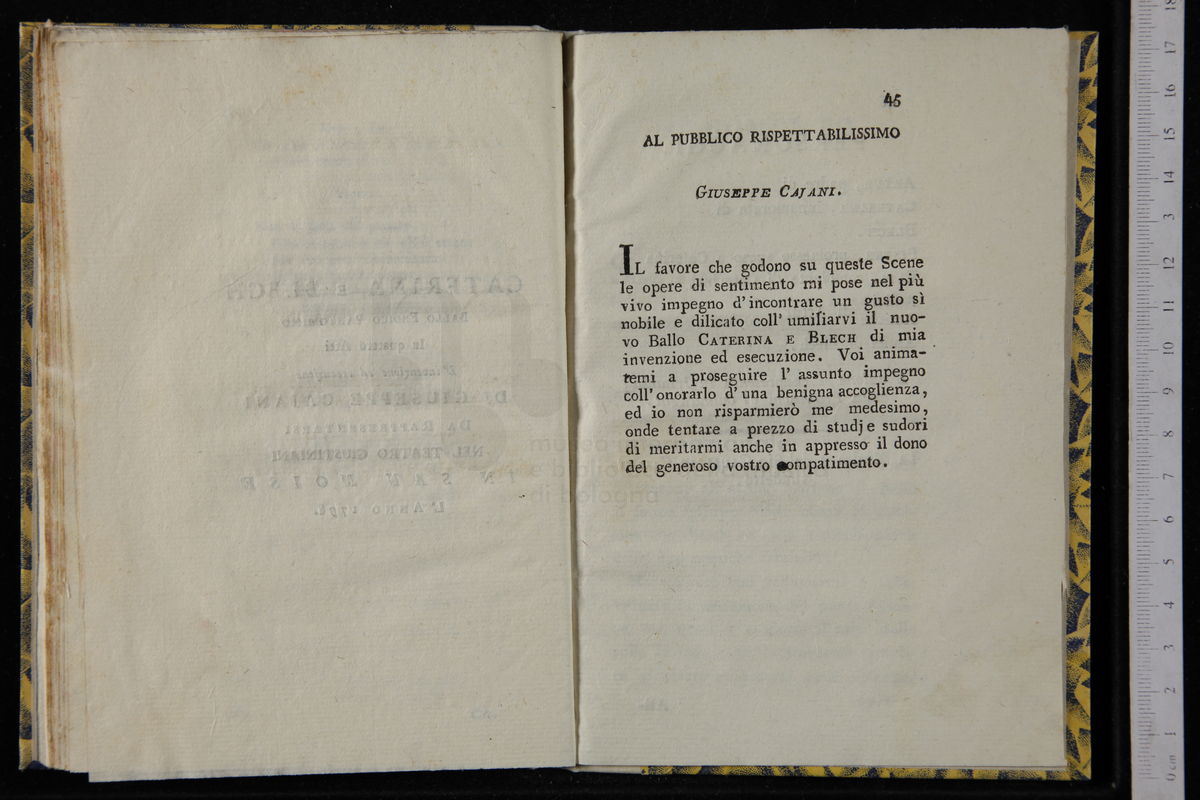 45
AL PUBBLICO RISPETTABILISSIMO
GIUSEPPE CAJANI.
IL favore che godono su queste Scene
le opere di sentimento mi pose nel più
vivo impegno d'incontrare un gusto sì
nobile e dilicato coll' umiliarvi il nuo-
vo Ballo CATERINA E BLECH di mia
invenzione ed esecuzione. Voi anima-
temi a proseguire l' assunto impegno
coll'onorarlo d'una benigna accoglienza,
ed io non risparmierò me medesimo,
onde tentare a prezzo di studj e sudori
di meritarmi anche in appresso il dono
del generoso vostro compatimento.